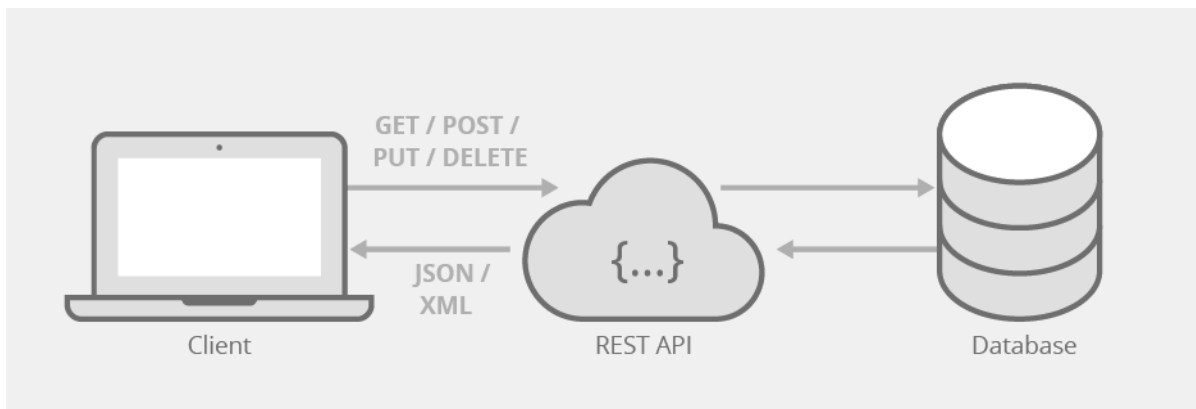 GET / POST /
PUT / DELETE
{...}
JSON /
XML
Client
REST API
Database